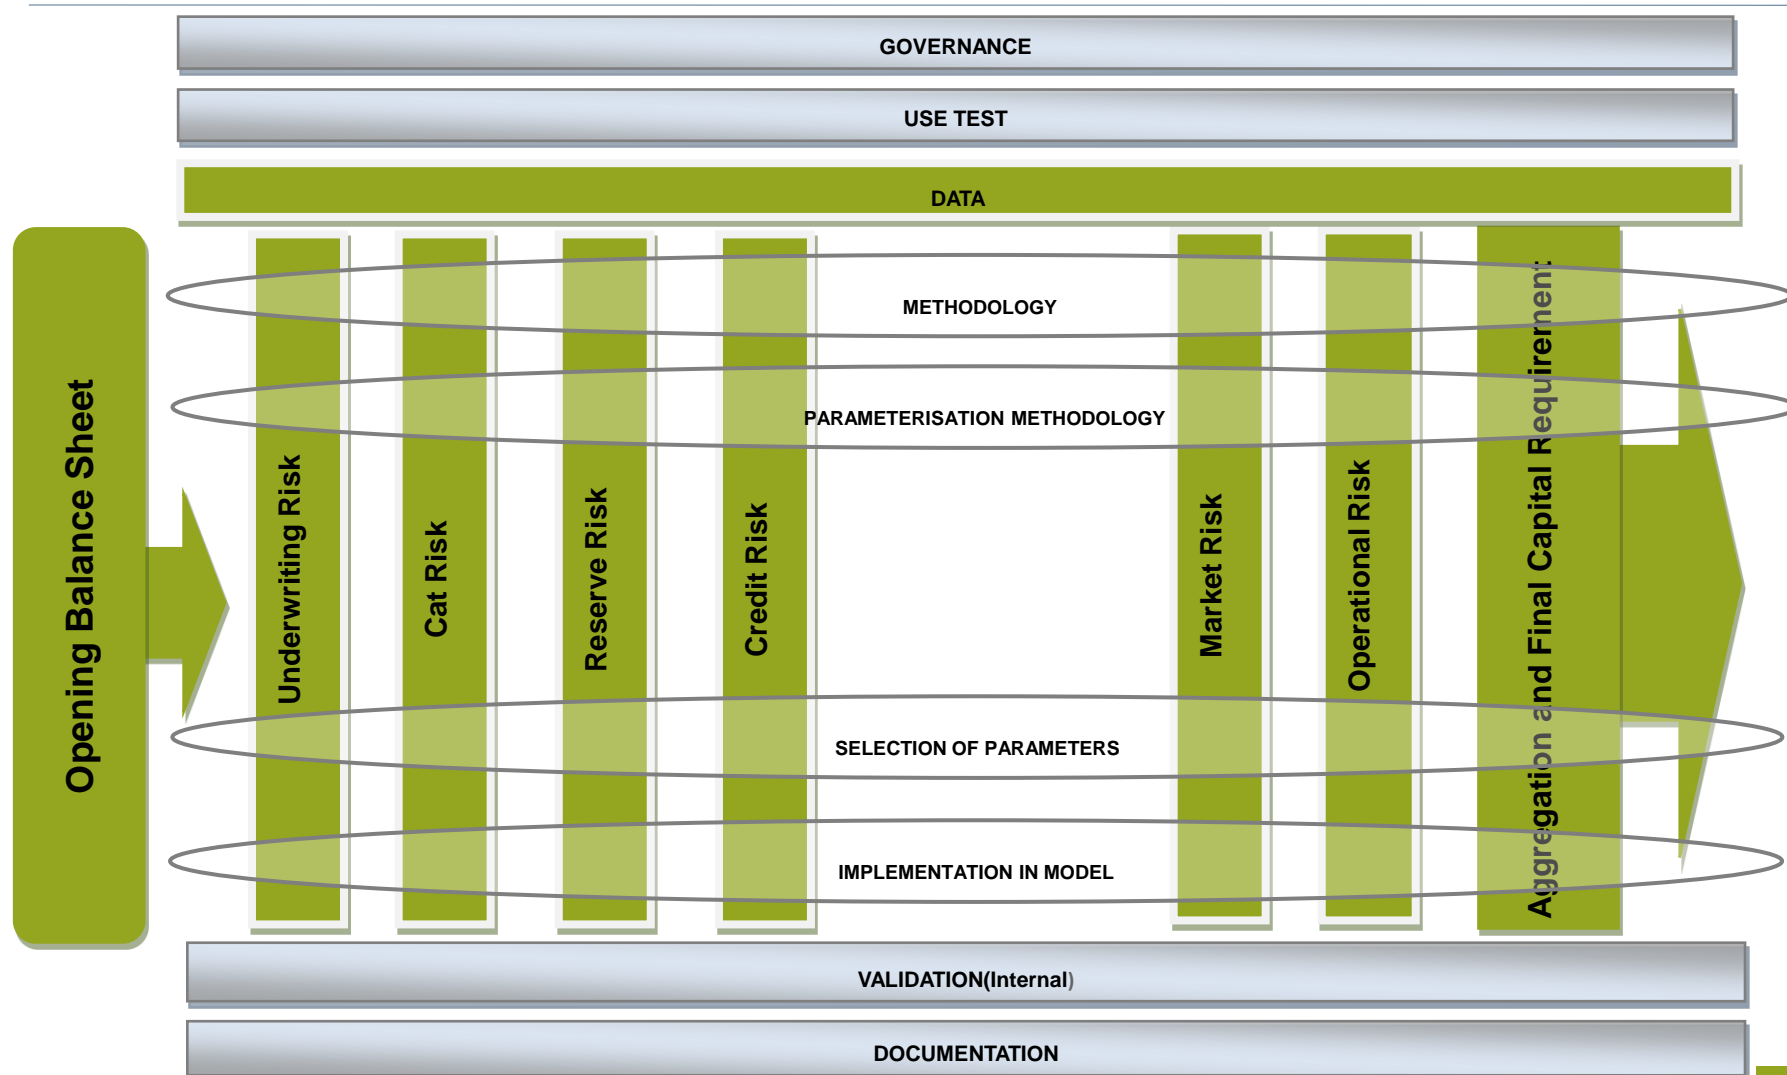 GOVERNANCE
USE TEST
DATA
Opening Balance Sheet
Underwriting Risk
Cat Risk
Reserve Risk
Credit Risk
Market Risk
Operational Risk
Aggregation and Final Capital Requirement
METHODOLOGY
PARAMETERISATION METHODOLOGY
SELECTION OF PARAMETERS
IMPLEMENTATION IN MODEL
VALIDATION(Internal)
DOCUMENTATION